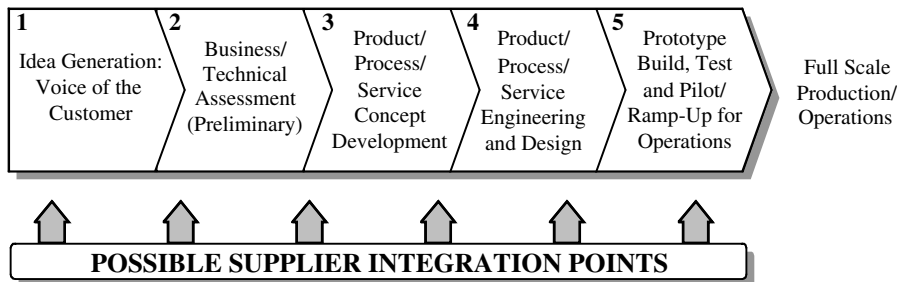 1
Idea Generation:
Voice of the
Customer
2
Business/
Technical
Assessment
(Preliminary)
3
Product/
Process/
Service
Concept
Development
4
Product/
Process/
Service
Engineering
and Design
5
Prototype
Build, Test
and Pilot/
Ramp-Up for
Operations
Full Scale
Production/
Operations
POSSIBLE SUPPLIER INTEGRATION POINTS